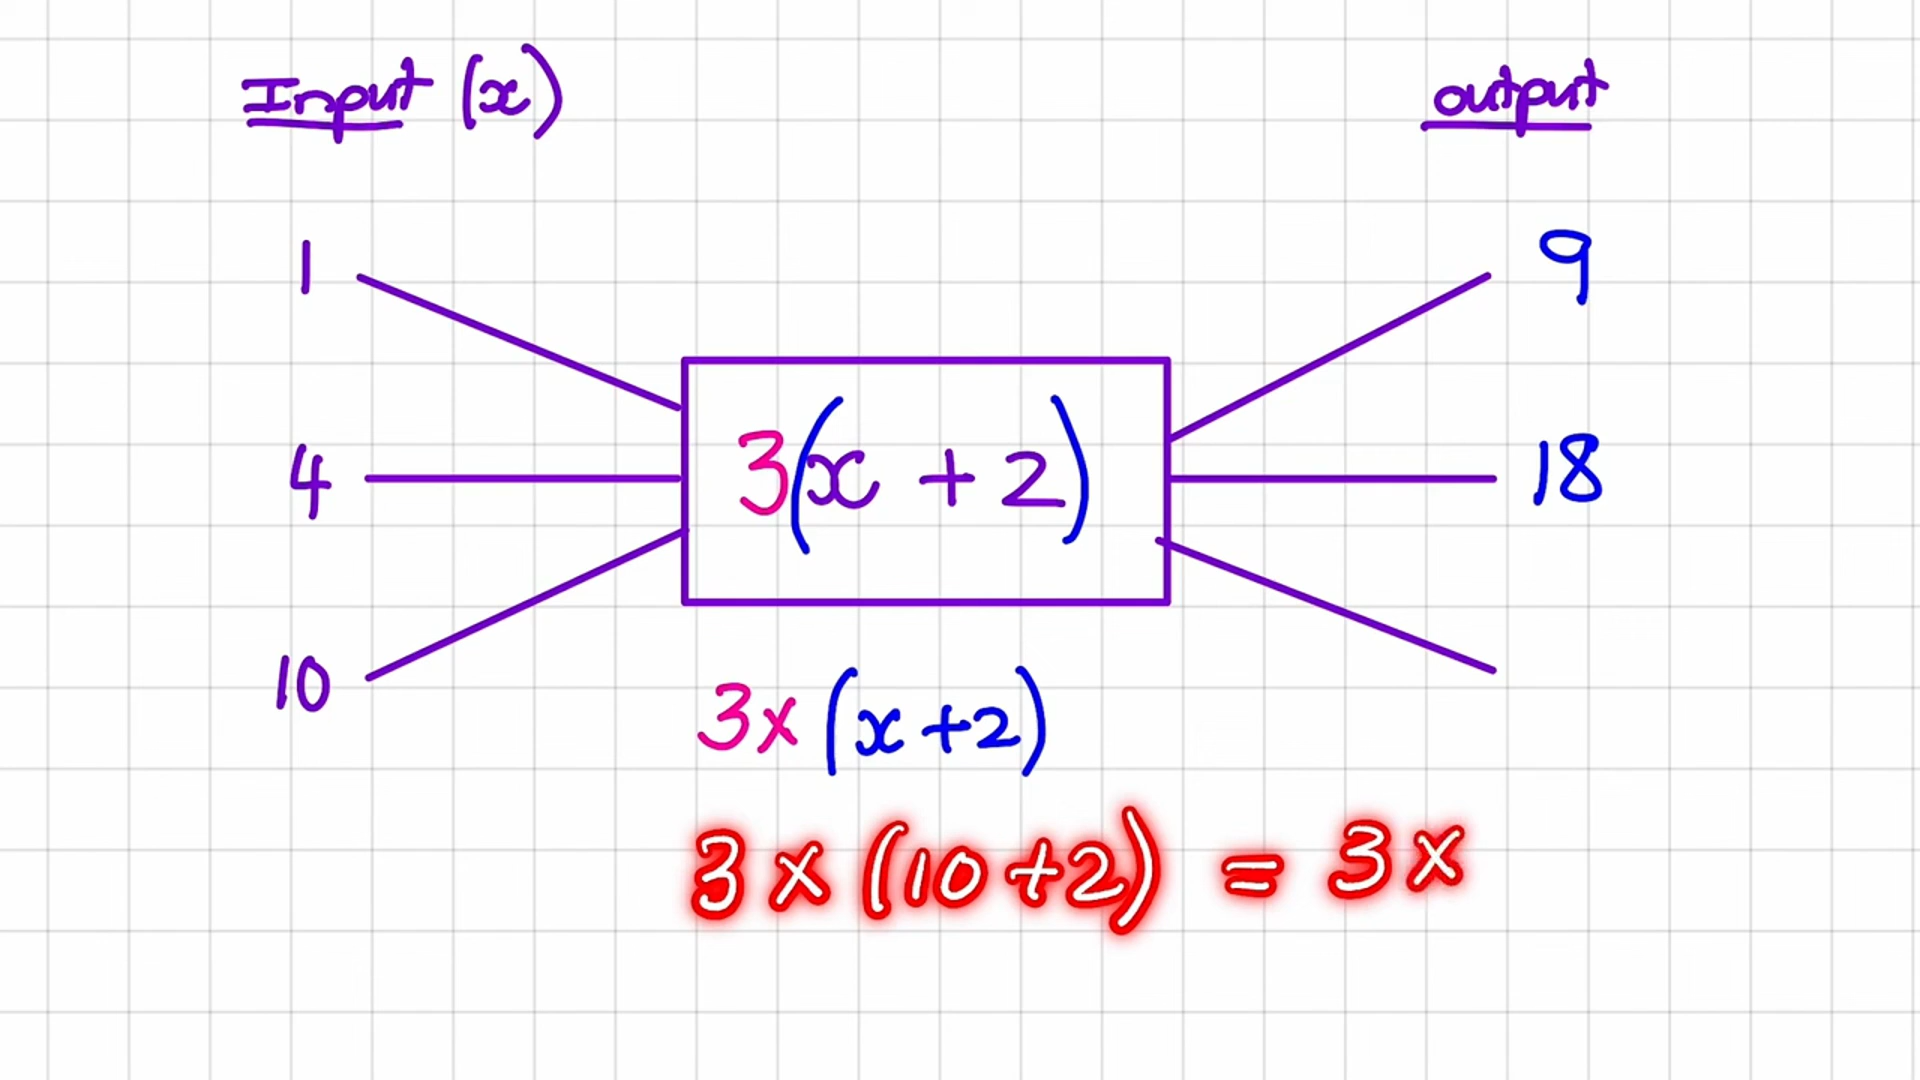 Input (x) output
1 9
4 3(x + 2) 18
10
3x (x+2)
3 x (10 +2) = 3 x